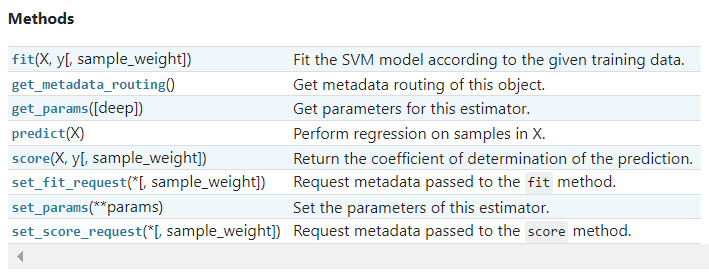 Methods
fit(X, y[, sample_weight]) Fit the SVM model according to the given training data.
get_metadata_routing() Get metadata routing of this object.
get_params([deep]) Get parameters for this estimator.
predict(X) Perform regression on samples in X.
score(X, y[, sample_weight]) Return the coefficient of determination of the prediction.
set_fit_request(*[, sample_weight]) Request metadata passed to the fit method.
set_params(**params) Set the parameters of this estimator.
set_score_request(*[, sample_weight]) Request metadata passed to the score method.